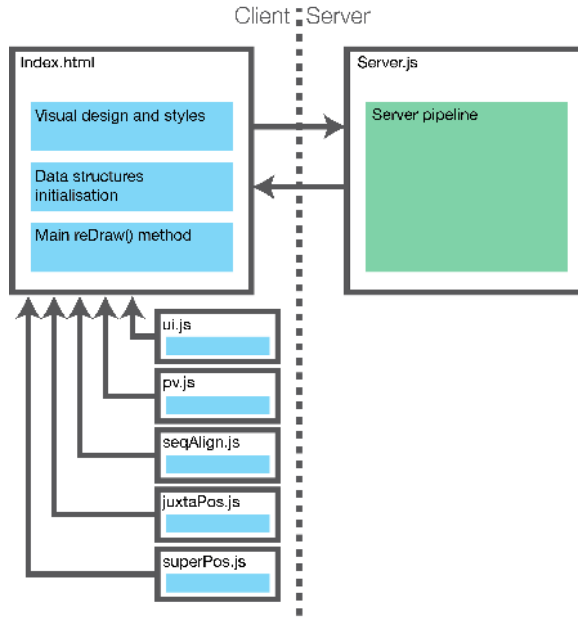 Client Server
Index.html
Visual design and styles
Data structures
initialisation
Main reDraw() method
Server.js
Server pipeline
ui.js
pv.js
seqAlign.js
juxtaPos.js
superPos.js